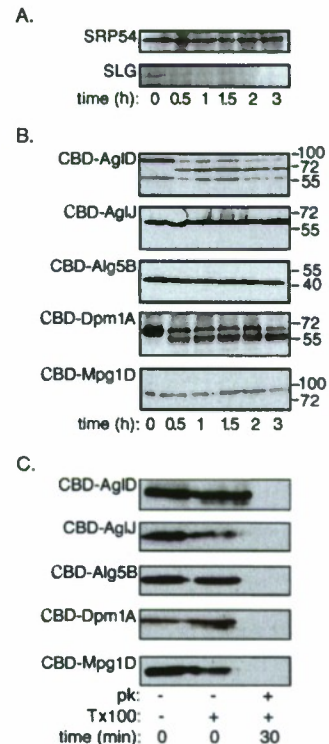 A.
SRP54
SLG
time (h): 0 0.5 1 1.5 2 3
B.
CBD-AglD
-100
-72
-55
CBD-AglJ
-72
-55
CBD-Alg5B
-55
-40
CBD-Dpm1A
-72
-55
CBD-Mpg1D
-100
-72
time (h): 0 0.5 1 1.5 2 3
C.
CBD-AglD
CBD-AglJ
CBD-Alg5B
CBD-Dpm1A
CBD-Mpg1D
pk: - - +
Tx100: - + +
time (min): 0 0 30